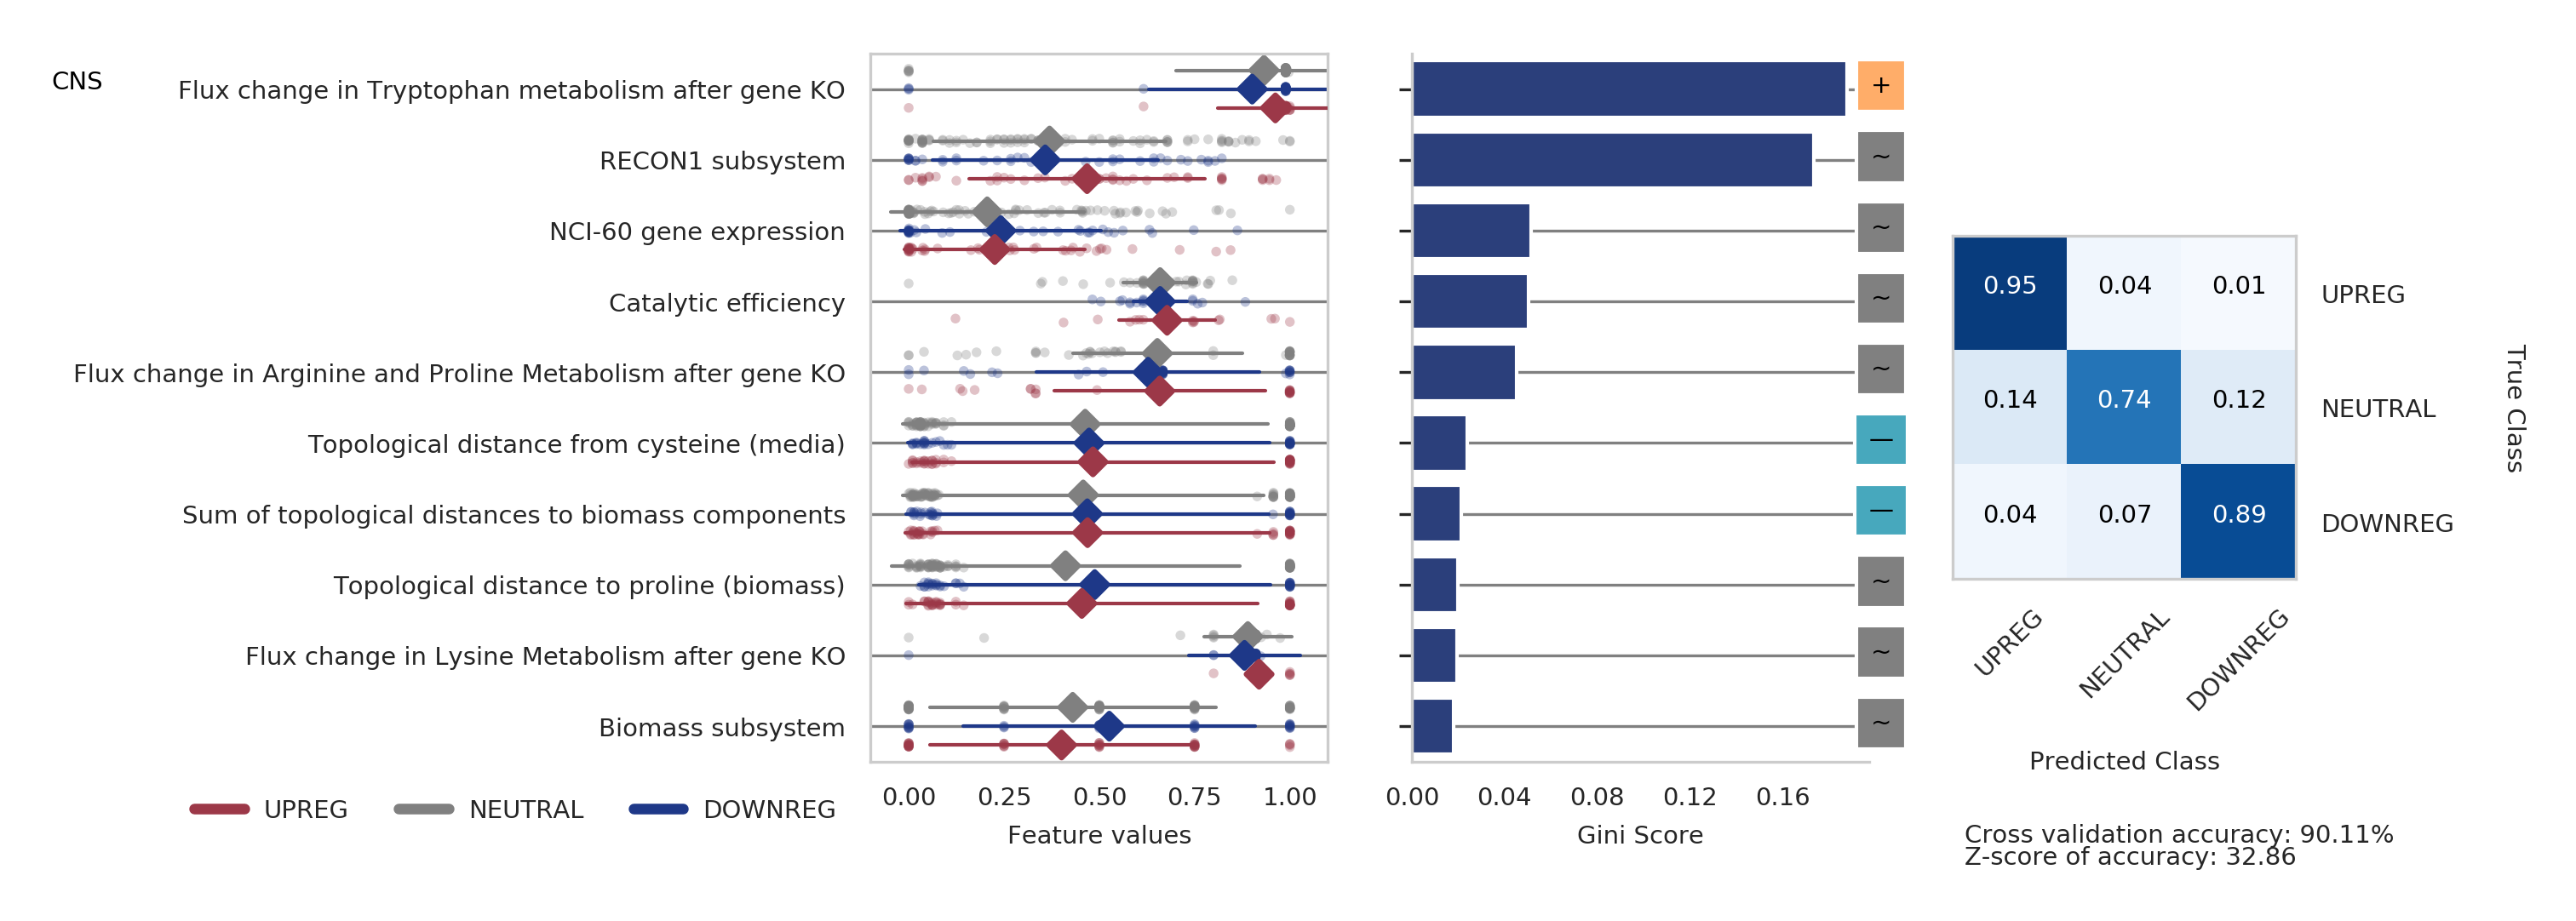 CNS
Flux change in Tryptophan metabolism after gene KO
RECON1 subsystem
NCI-60 gene expression
Catalytic efficiency
Flux change in Arginine and Proline Metabolism after gene KO
Topological distance from cysteine (media)
Sum of topological distances to biomass components
Topological distance to proline (biomass)
Flux change in Lysine Metabolism after gene KO
Biomass subsystem
UPREG NEUTRAL DOWNREG
0.00 0.25 0.50 0.75 1.00
Feature values
+
~
~
~
~
—
—
~
~
~
0.00 0.04 0.08 0.12 0.16
Gini Score
0.95 0.04 0.01 UPREG
0.14 0.74 0.12 NEUTRAL
0.04 0.07 0.89 DOWNREG
True Class
UPREG NEUTRAL DOWNREG
Predicted Class
Cross validation accuracy: 90.11%
Z-score of accuracy: 32.86